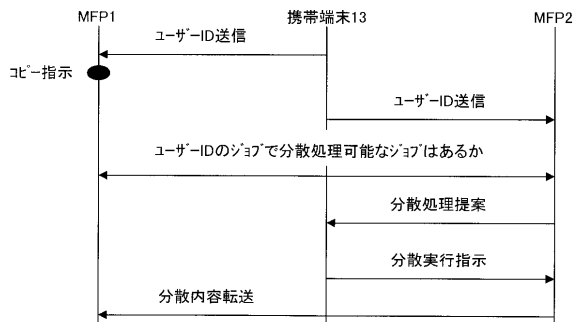 MFP1 携帯端末13 MFP2
ユーザーID送信
コピー指示
ユーザーID送信
ユーザーIDのジョブで分散処理可能なジョブはあるか
分散処理提案
分散実行指示
分散内容転送